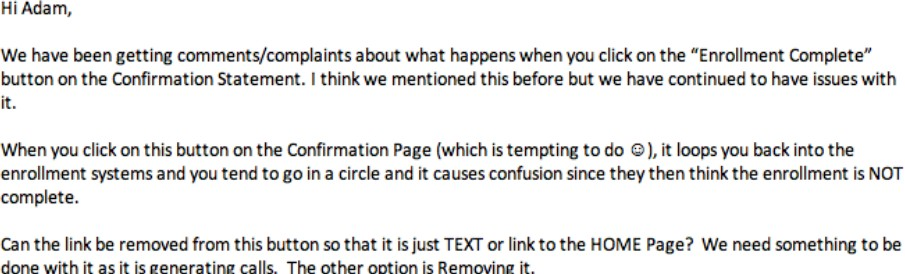 Hi Adam,
We have been getting comments/complaints about what happens when you click on the “Enrollment Complete”
button on the Confirmation Statement. I think we mentioned this before but we have continued to have issues with
it.
When you click on this button on the Confirmation Page (which is tempting to do ☺), it loops you back into the
enrollment systems and you tend to go in a circle and it causes confusion since they then think the enrollment is NOT
complete.
Can the link be removed from this button so that it is just TEXT or link to the HOME Page?  We need something to be
done with it as it is generating calls.  The other option is Removing it.